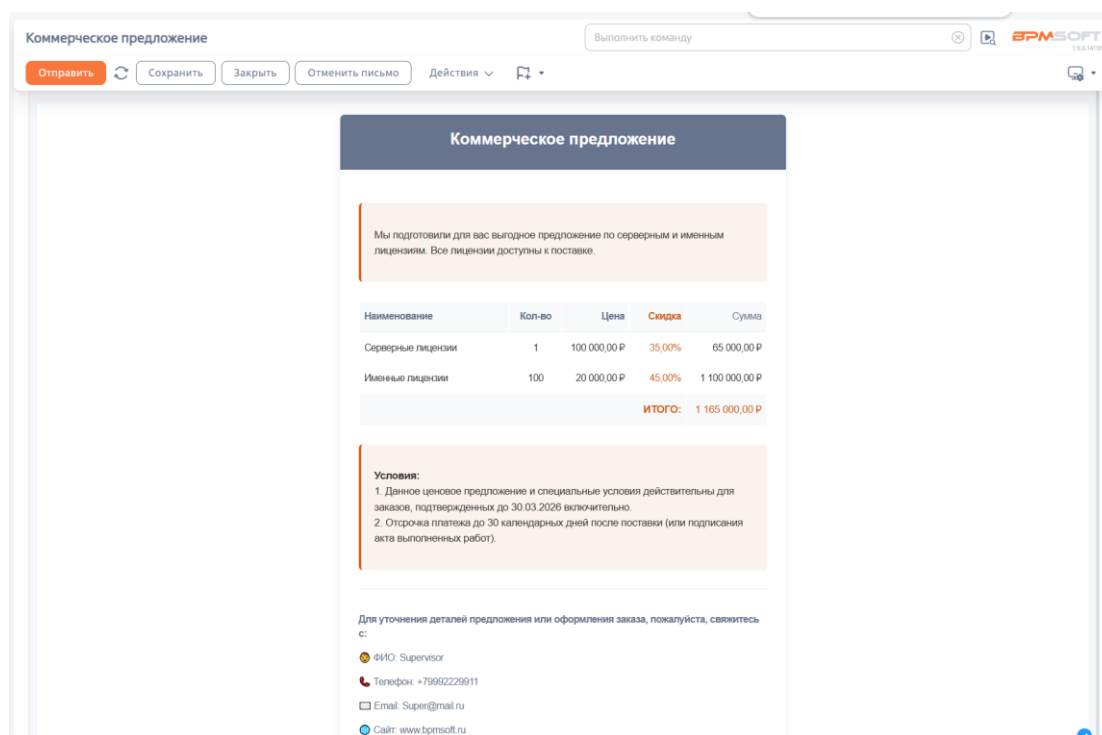 Коммерческое предложение
Выполнить команду
BPMSOFT
Отправить Сохранить Закрыть Отменить письмо Действия
Коммерческое предложение
Мы подготовили для вас выгодное предложение по серверным и именным
лицензиям. Все лицензии доступны к поставке.
Наименование Кол-во Цена Скидка Сумма
Серверные лицензии 1 100 000,00 ₽ 35,00% 65 000,00 ₽
Именные лицензии 100 20 000,00 ₽ 45,00% 1 100 000,00 ₽
ИТОГО: 1 165 000,00 ₽
Условия:
1. Данное ценовое предложение и специальные условия действительны для
заказов, подтвержденных до 30.03.2026 включительно.
2. Отсрочка платежа до 30 календарных дней после поставки (или подписания
акта выполненных работ).
Для уточнения деталей предложения или оформления заказа, пожалуйста, свяжитесь
с:
ФИО: Supervisor
Телефон: +79992229911
Email: Super@mail.ru
Сайт: www.bpmsoft.ru